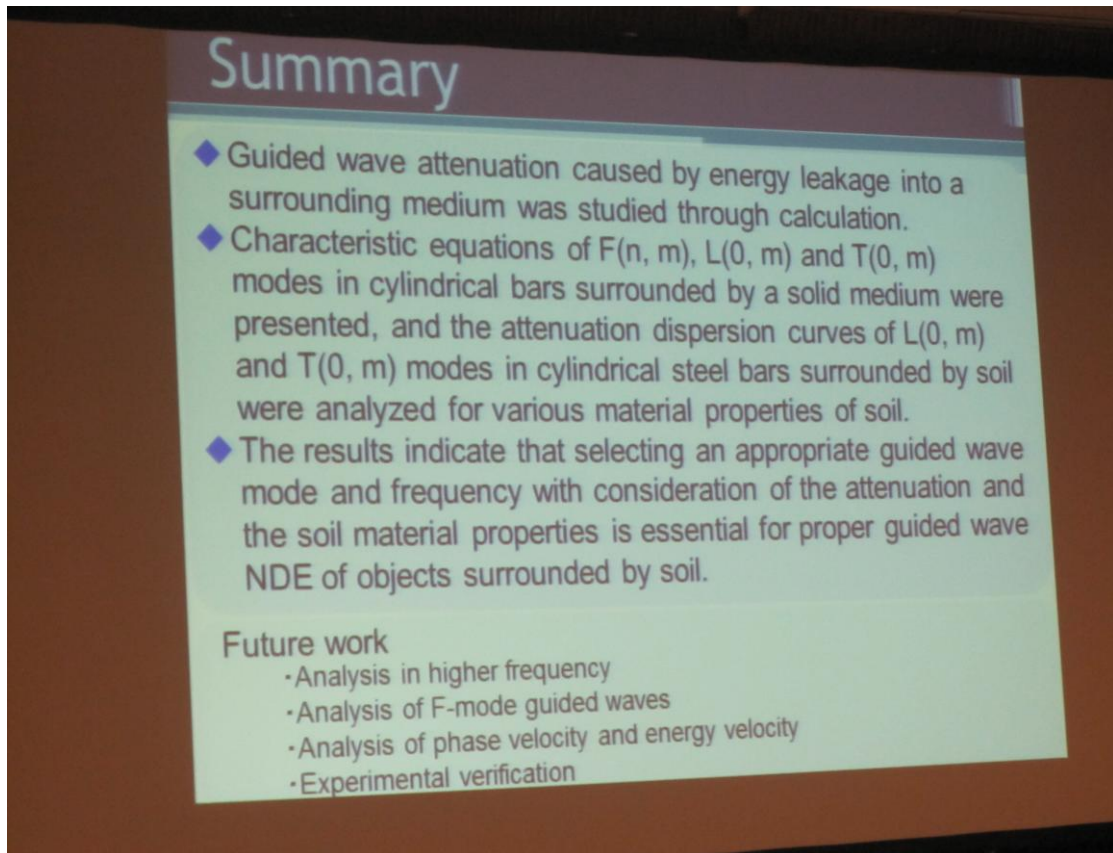 Summary
◆ Guided wave attenuation caused by energy leakage into a
surrounding medium was studied through calculation.
◆ Characteristic equations of F(n, m), L(0, m) and T(0, m)
modes in cylindrical bars surrounded by a solid medium were
presented, and the attenuation dispersion curves of L(0, m)
and T(0, m) modes in cylindrical steel bars surrounded by soil
were analyzed for various material properties of soil.
◆ The results indicate that selecting an appropriate guided wave
mode and frequency with consideration of the attenuation and
the soil material properties is essential for proper guided wave
NDE of objects surrounded by soil.
Future work
・Analysis in higher frequency
・Analysis of F-mode guided waves
・Analysis of phase velocity and energy velocity
・Experimental verification